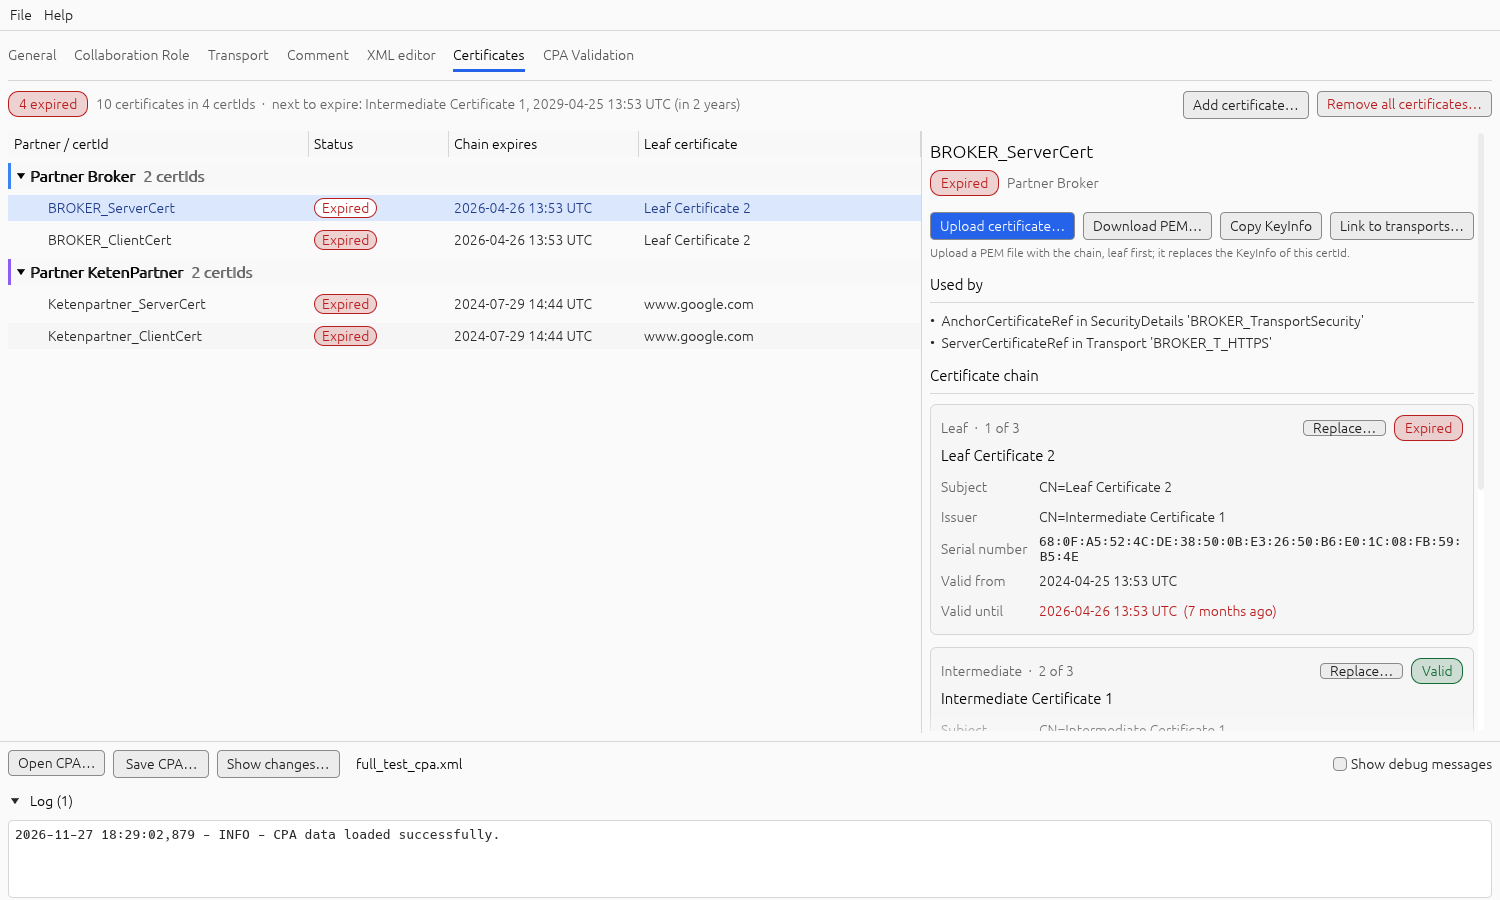 File Help
General Collaboration Role Transport Comment XML editor Certificates CPA Validation
4 expired 10 certificates in 4 certIds · next to expire: Intermediate Certificate 1, 2029-04-25 13:53 UTC (in 2 years) Add certificate... Remove all certificates...
Partner / certId Status Chain expires Leaf certificate
Partner Broker 2 certIds
BROKER_ServerCert Expired 2026-04-26 13:53 UTC Leaf Certificate 2
BROKER_ClientCert Expired 2026-04-26 13:53 UTC Leaf Certificate 2
Partner KetenPartner 2 certIds
Ketenpartner_ServerCert Expired 2024-07-29 14:44 UTC www.google.com
Ketenpartner_ClientCert Expired 2024-07-29 14:44 UTC www.google.com
BROKER_ServerCert
Expired Partner Broker
Upload certificate... Download PEM... Copy KeyInfo Link to transports...
Upload a PEM file with the chain, leaf first; it replaces the KeyInfo of this certId.
Used by
• AnchorCertificateRef in SecurityDetails 'BROKER_TransportSecurity'
• ServerCertificateRef in Transport 'BROKER_T_HTTPS'
Certificate chain
Leaf · 1 of 3 Replace... Expired
Leaf Certificate 2
Subject CN=Leaf Certificate 2
Issuer CN=Intermediate Certificate 1
Serial number 68:0F:A5:52:4C:DE:38:50:0B:E3:26:50:B6:E0:1C:08:FB:59:
B5:4E
Valid from 2024-04-25 13:53 UTC
Valid until 2026-04-26 13:53 UTC (7 months ago)
Intermediate · 2 of 3 Replace... Valid
Intermediate Certificate 1
Subject CN=Intermediate Certificate 1
Open CPA... Save CPA... Show changes... full_test_cpa.xml Show debug messages
Log (1)
2026-11-27 18:29:02,879 - INFO - CPA data loaded successfully.